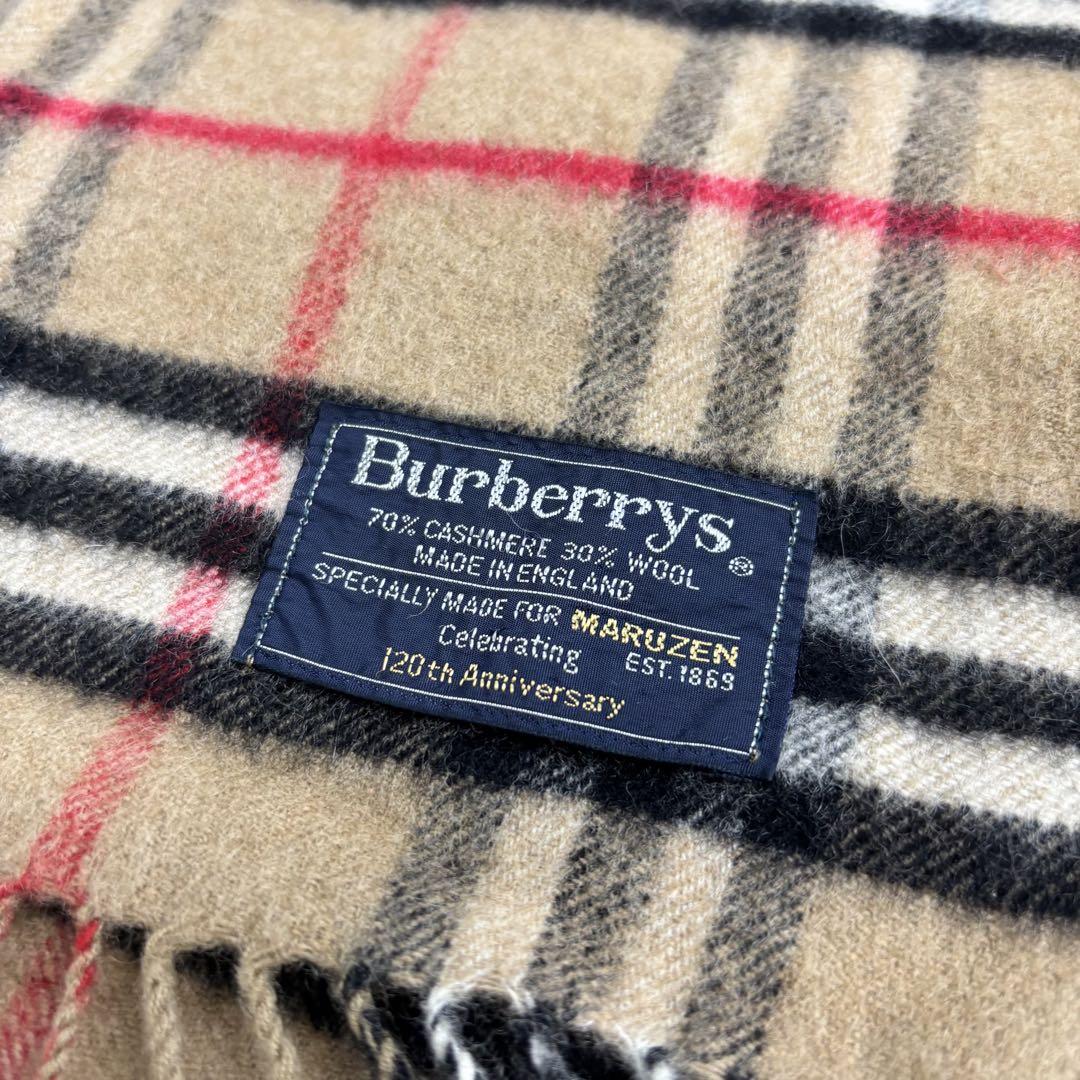 Burberrys®
70% CASHMERE 30% WOOL
MADE IN ENGLAND
SPECIALLY MADE FOR MARUZEN
Celebrating EST.1869
120th Anniversary